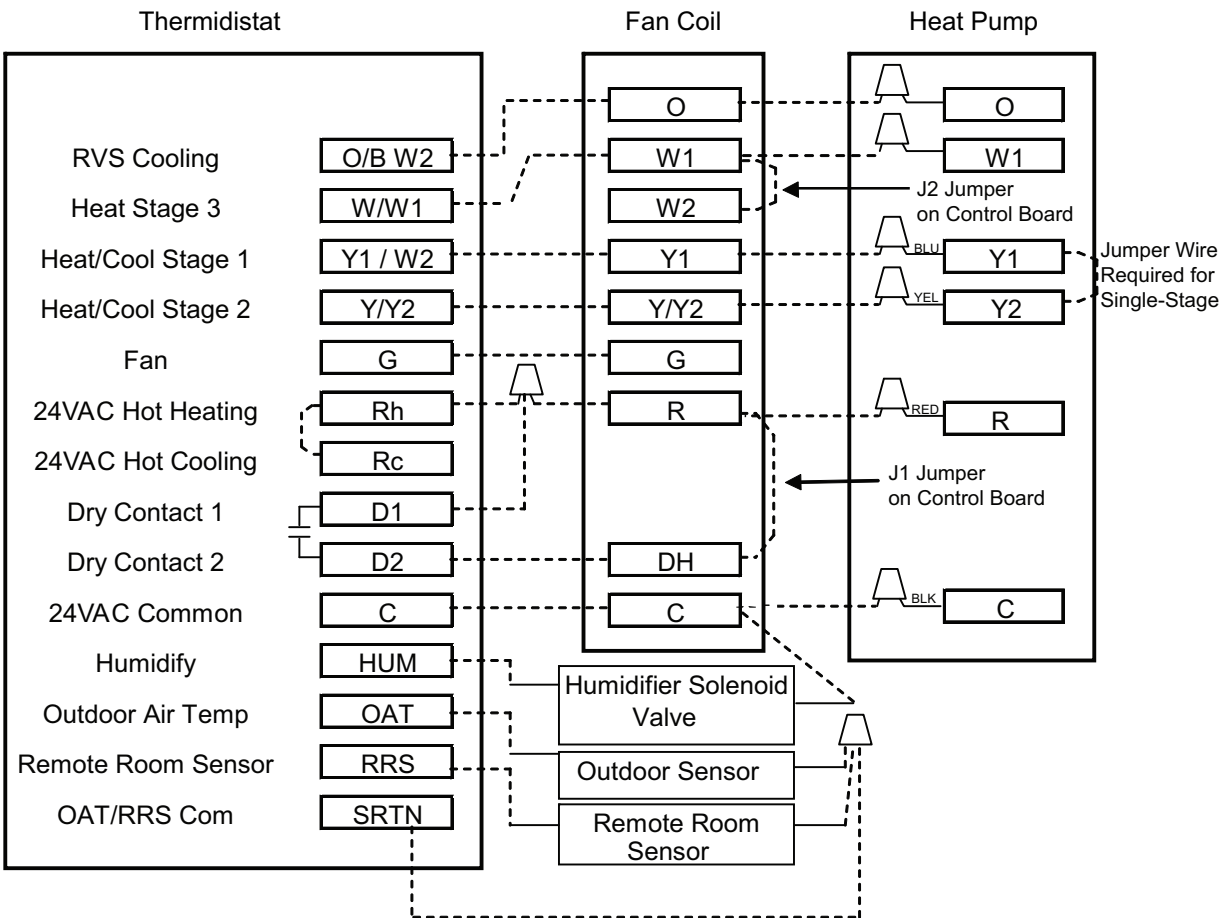 Thermidistat Fan Coil Heat Pump
O O
RVS Cooling O/B W2 W1 W1
J2 Jumper
on Control Board
Heat Stage 3 W/W1 W2
Heat/Cool Stage 1 Y1 / W2 Y1 BLU Y1
Jumper Wire
Required for
Single-Stage
Heat/Cool Stage 2 Y/Y2 Y/Y2 YEL Y2
Fan G G
24VAC Hot Heating Rh R RED R
24VAC Hot Cooling Rc
J1 Jumper
on Control Board
Dry Contact 1 D1
Dry Contact 2 D2 DH
24VAC Common C C BLK C
Humidify HUM
Humidifier Solenoid
Valve
Outdoor Air Temp OAT
Outdoor Sensor
Remote Room Sensor RRS
OAT/RRS Com SRTN
Remote Room
Sensor